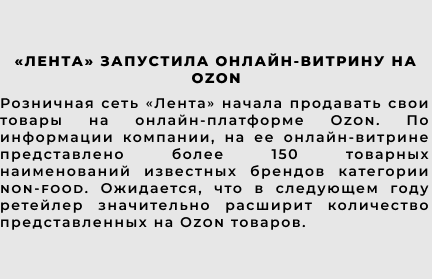 «ЛЕНТА» ЗАПУСТИЛА ОНЛАЙН-ВИТРИНУ НА
OZON
Розничная сеть «Лента» начала продавать свои
товары на онлайн-платформе Ozon. По
информации компании, на ее онлайн-витрине
представлено более 150 товарных
наименований известных брендов категории
non-food. Ожидается, что в следующем году
ретейлер значительно расширит количество
представленных на Ozon товаров.